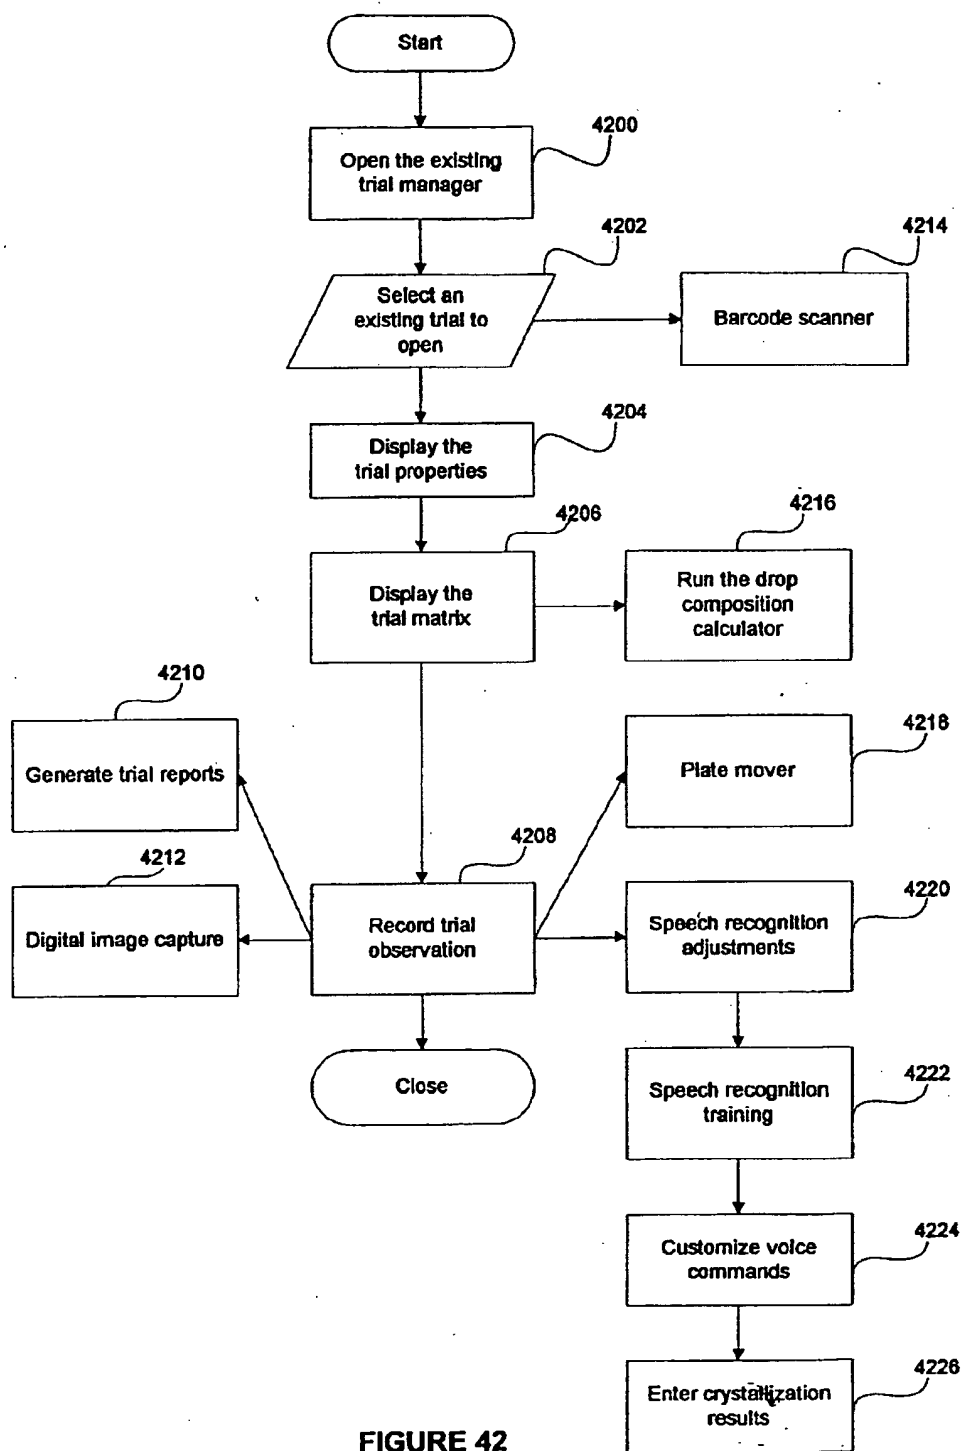 Start
4200
Open the existing
trial manager
4202
4214
Select an
existing trial to
open
Barcode scanner
4204
Display the
trial properties
4206
4216
Display the
trial matrix
Run the drop
composition
calculator
4210
4218
Generate trial reports
Plate mover
4208
4212
4220
Digital image capture
Record trial
observation
Speech recognition
adjustments
Close
4222
Speech recognition
training
4224
Customize voice
commands
4226
Enter crystallization
results
FIGURE 42